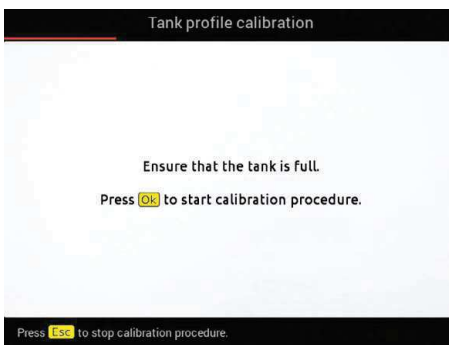 Tank profile calibration
Ensure that the tank is full.
Press Ok to start calibration procedure.
Press Esc to stop calibration procedure.